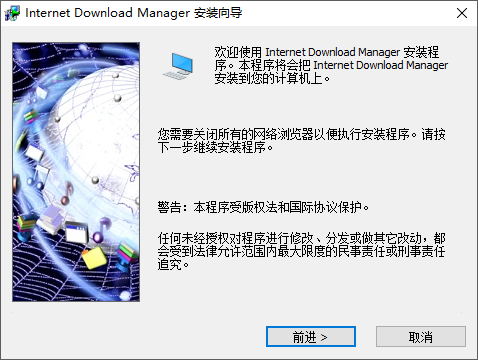 Internet Download Manager 安装向导
欢迎使用 Internet Download Manager 安装程
序。本程序将会把 Internet Download Manager
安装到您的计算机上。
您需要关闭所有的网络浏览器以便执行安装程序。请按
下一步继续安装程序。
警告：本程序受版权法和国际协议保护。
任何未经授权对程序进行修改、分发或做其它改动，都
会受到法律允许范围内最大限度的民事责任或刑事责任
追究。
前进 >
取消